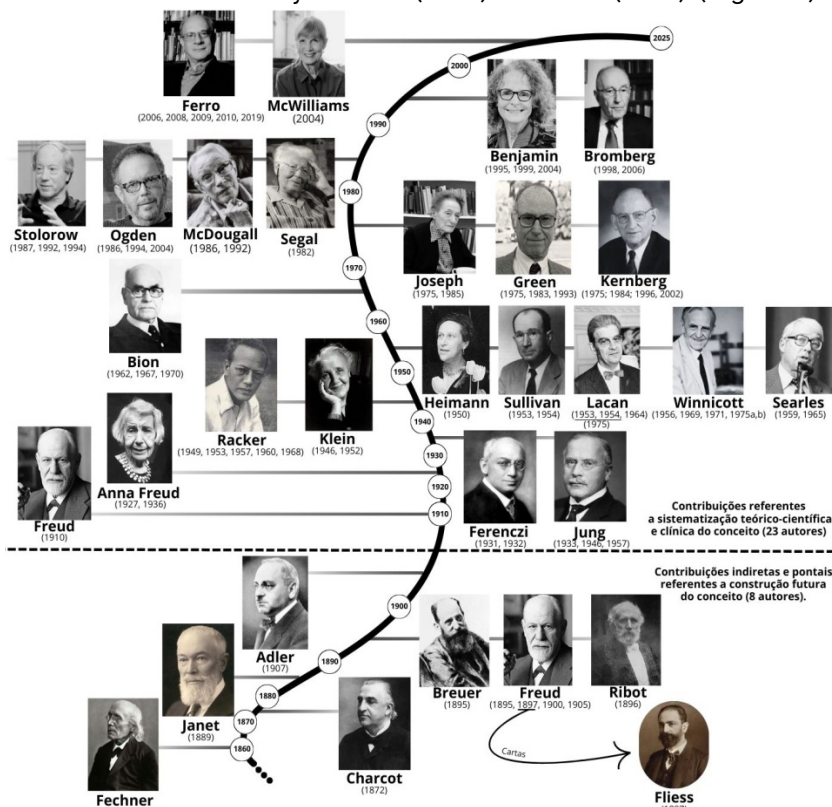 2025
2000
Ferro
(2006, 2008, 2009, 2010, 2019)
McWilliams
(2004)
1990
Benjamin
(1995, 1999, 2004)
Bromberg
(1998, 2006)
1980
Stolorow
(1987, 1992, 1994)
Ogden
(1986, 1994, 2004)
McDougall
(1986, 1992)
Segal
(1982)
1970
Joseph
(1975, 1985)
Green
(1975, 1983, 1993)
Kernberg
(1975; 1984; 1996, 2002)
1960
Bion
(1962, 1967, 1970)
1950
Heimann
(1950)
Sullivan
(1953, 1954)
Lacan
(1953, 1954, 1964)
(1975)
Winnicott
(1956, 1969, 1971, 1975a,b)
Searles
(1959, 1965)
1940
Racker
(1949, 1953, 1957, 1960, 1968)
Klein
(1946, 1952)
1930
1920
Anna Freud
(1927, 1936)
1910
Freud
(1910)
Ferenczi
(1931, 1932)
Jung
(1933, 1946, 1957)
Contribuições referentes
a sistematização teórico-científica
e clínica do conceito (23 autores)
Contribuições indiretas e pontais
referentes a construção futura
do conceito (8 autores).
1900
Adler
(1907)
1890
Breuer
(1895)
Freud
(1895, 1897, 1900, 1905)
Ribot
(1896)
1880
Janet
(1889)
1870
1860
Charcot
(1872)
Cartas
Fechner
Fliess